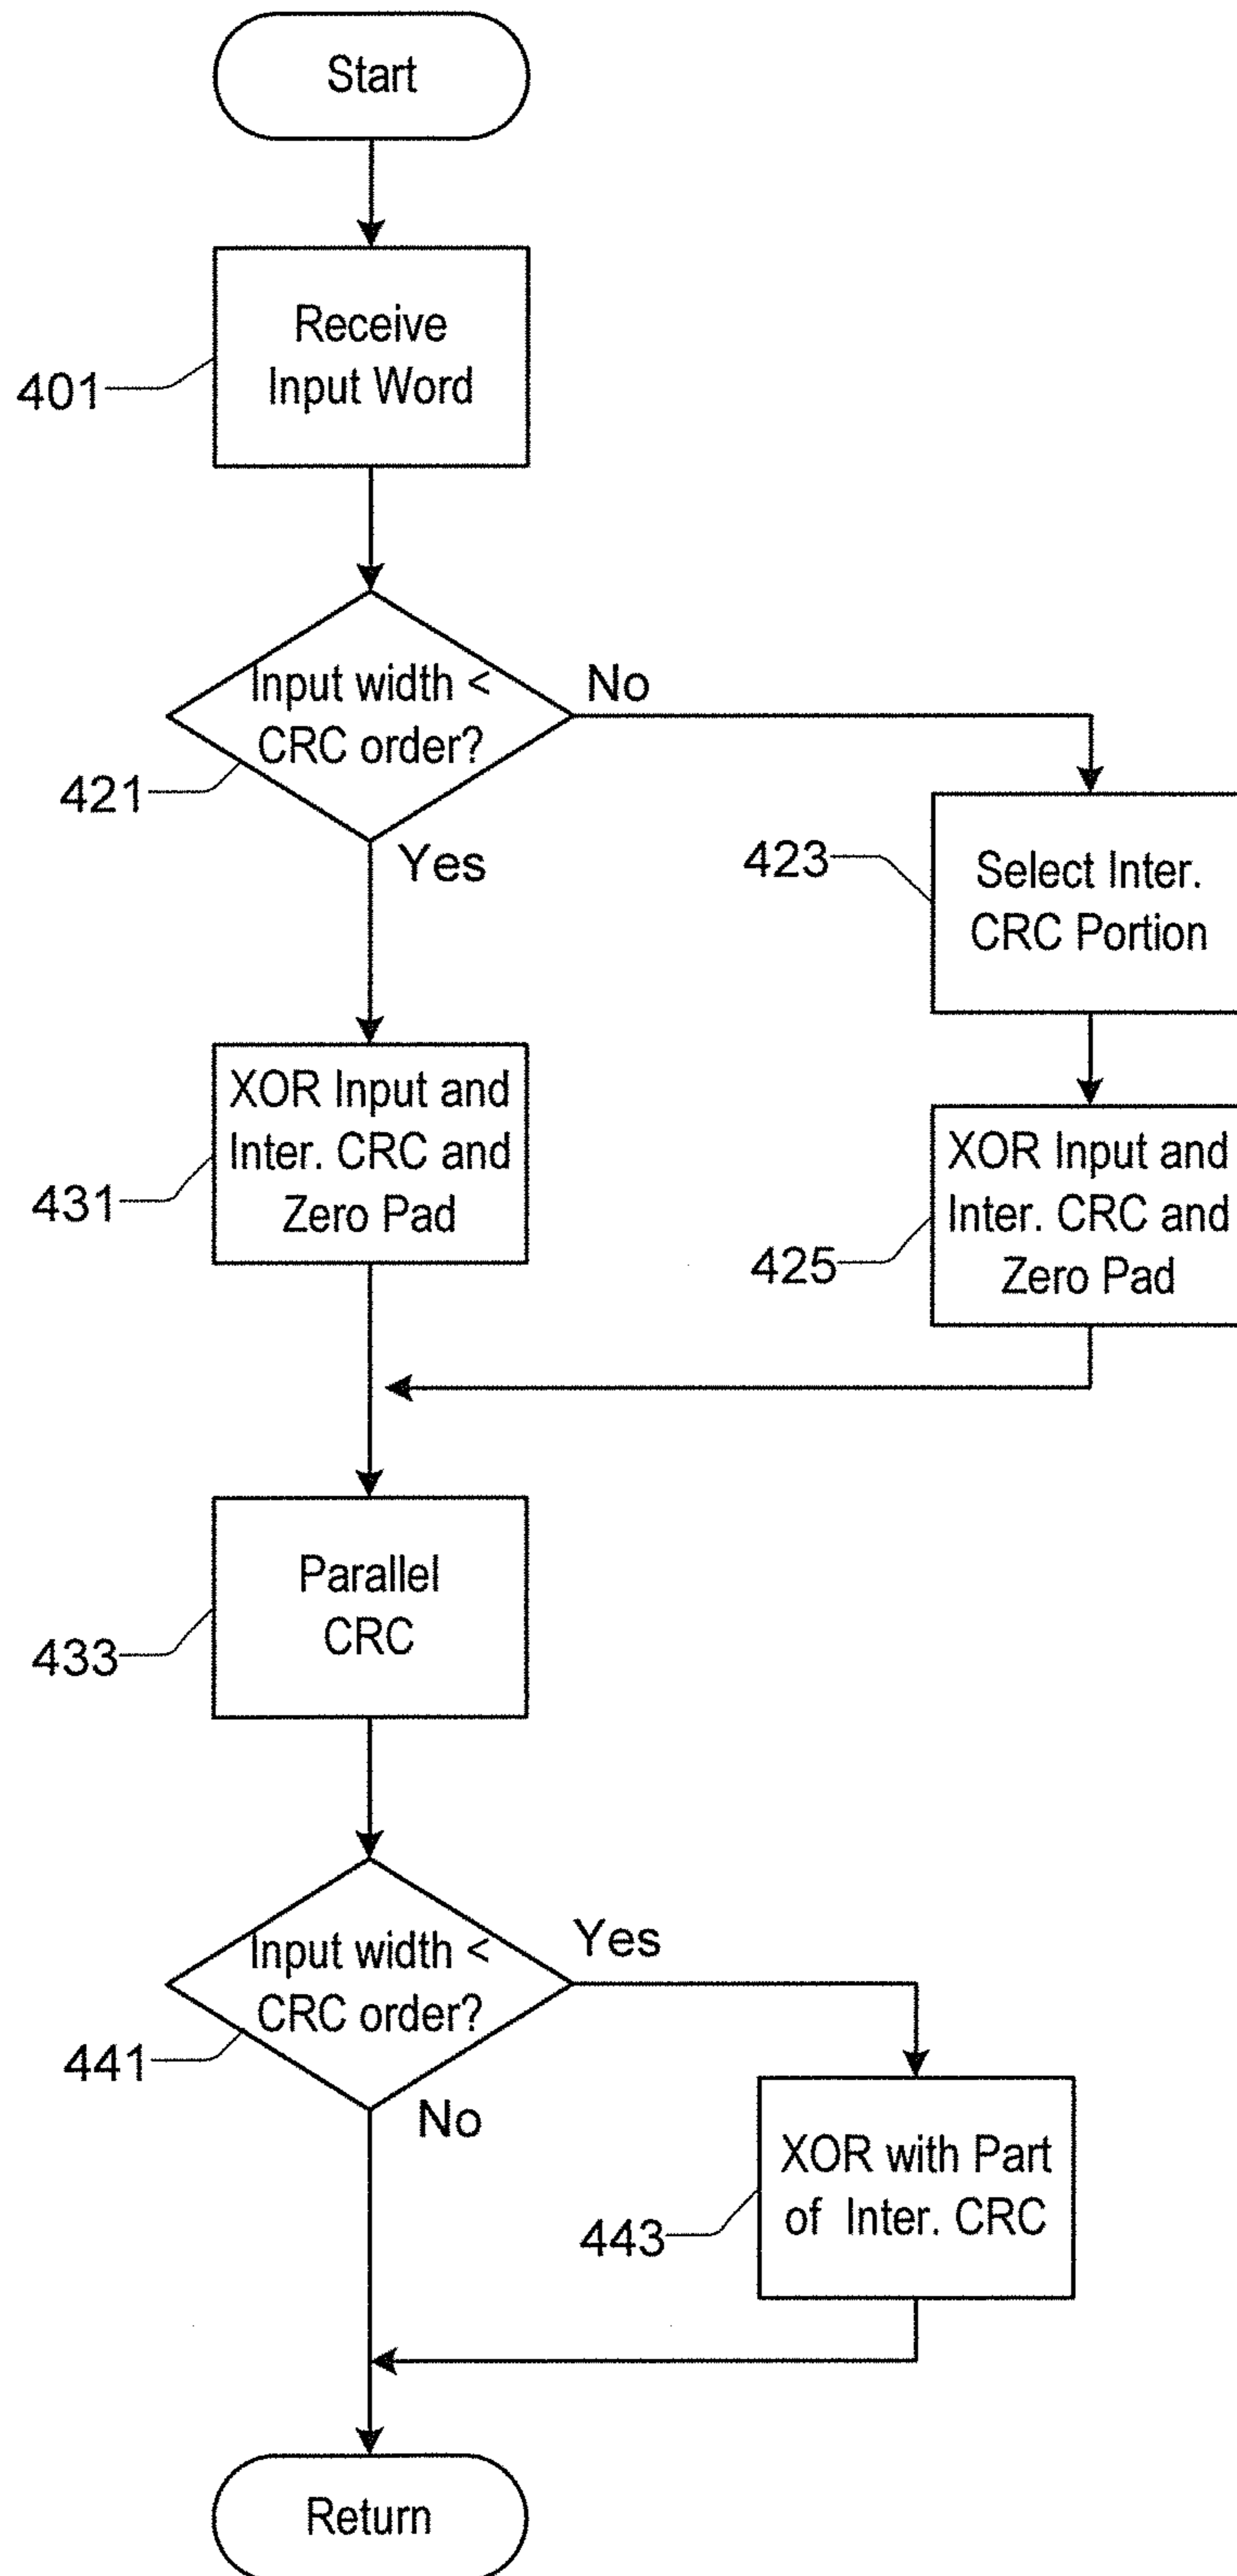 Start
Receive
Input Word
401
Input width <
CRC order?
No
421
Yes
423
Select Inter.
CRC Portion
XOR Input and
Inter. CRC and
Zero Pad
431
XOR Input and
Inter. CRC and
Zero Pad
425
Parallel
CRC
433
Input width <
CRC order?
Yes
441
No
XOR with Part
of Inter. CRC
443
Return